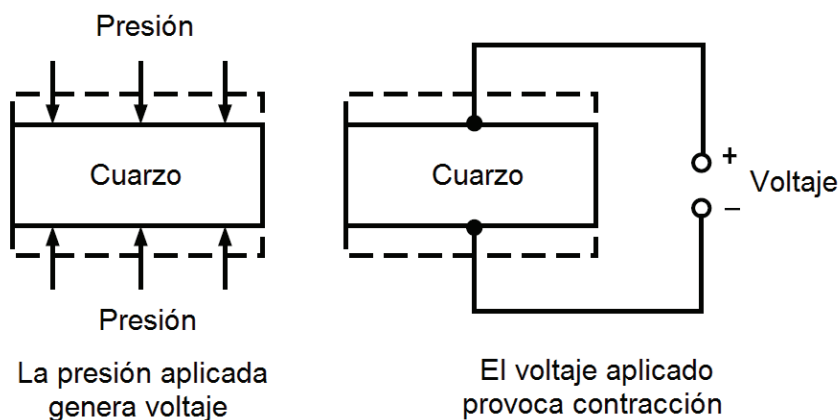 Presión
Cuarzo
Presión
La presión aplicada
genera voltaje
Cuarzo
+
Voltaje
–
El voltaje aplicado
provoca contracción